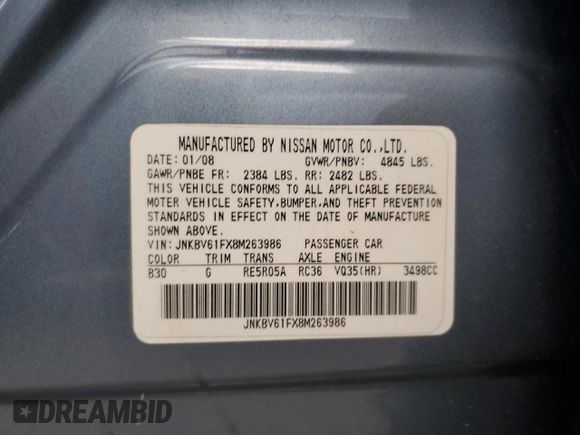 MANUFACTURED BY NISSAN MOTOR CO.,LTD.
DATE: 01/08 GVWR/PNBV: 4845 LBS.
GAWR/PNBE FR: 2384 LBS. RR: 2482 LBS.
THIS VEHICLE CONFORMS TO ALL APPLICABLE FEDERAL
MOTOR VEHICLE SAFETY,BUMPER,AND THEFT PREVENTION
STANDARDS IN EFFECT ON THE DATE OF MANUFACTURE
SHOWN ABOVE.
VIN: JNKBV61FX8M263986 PASSENGER CAR
COLOR TRIM TRANS AXLE ENGINE
B30 G RE5R05A RC36 VQ35(HR) 3498CC
JNKBV61FX8M263986
DREAMBID